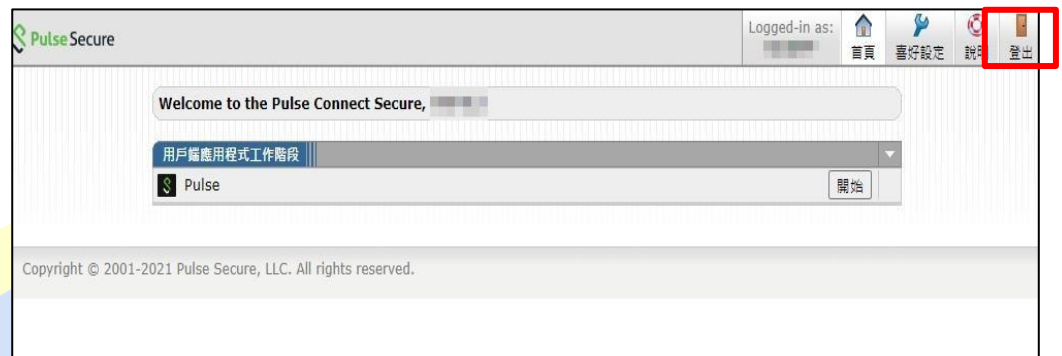 Pulse Secure
Logged-in as:
首頁
喜好設定
說明
登出
Welcome to the Pulse Connect Secure,
用戶端應用程式工作階段
Pulse
開始
Copyright © 2001-2021 Pulse Secure, LLC. All rights reserved.